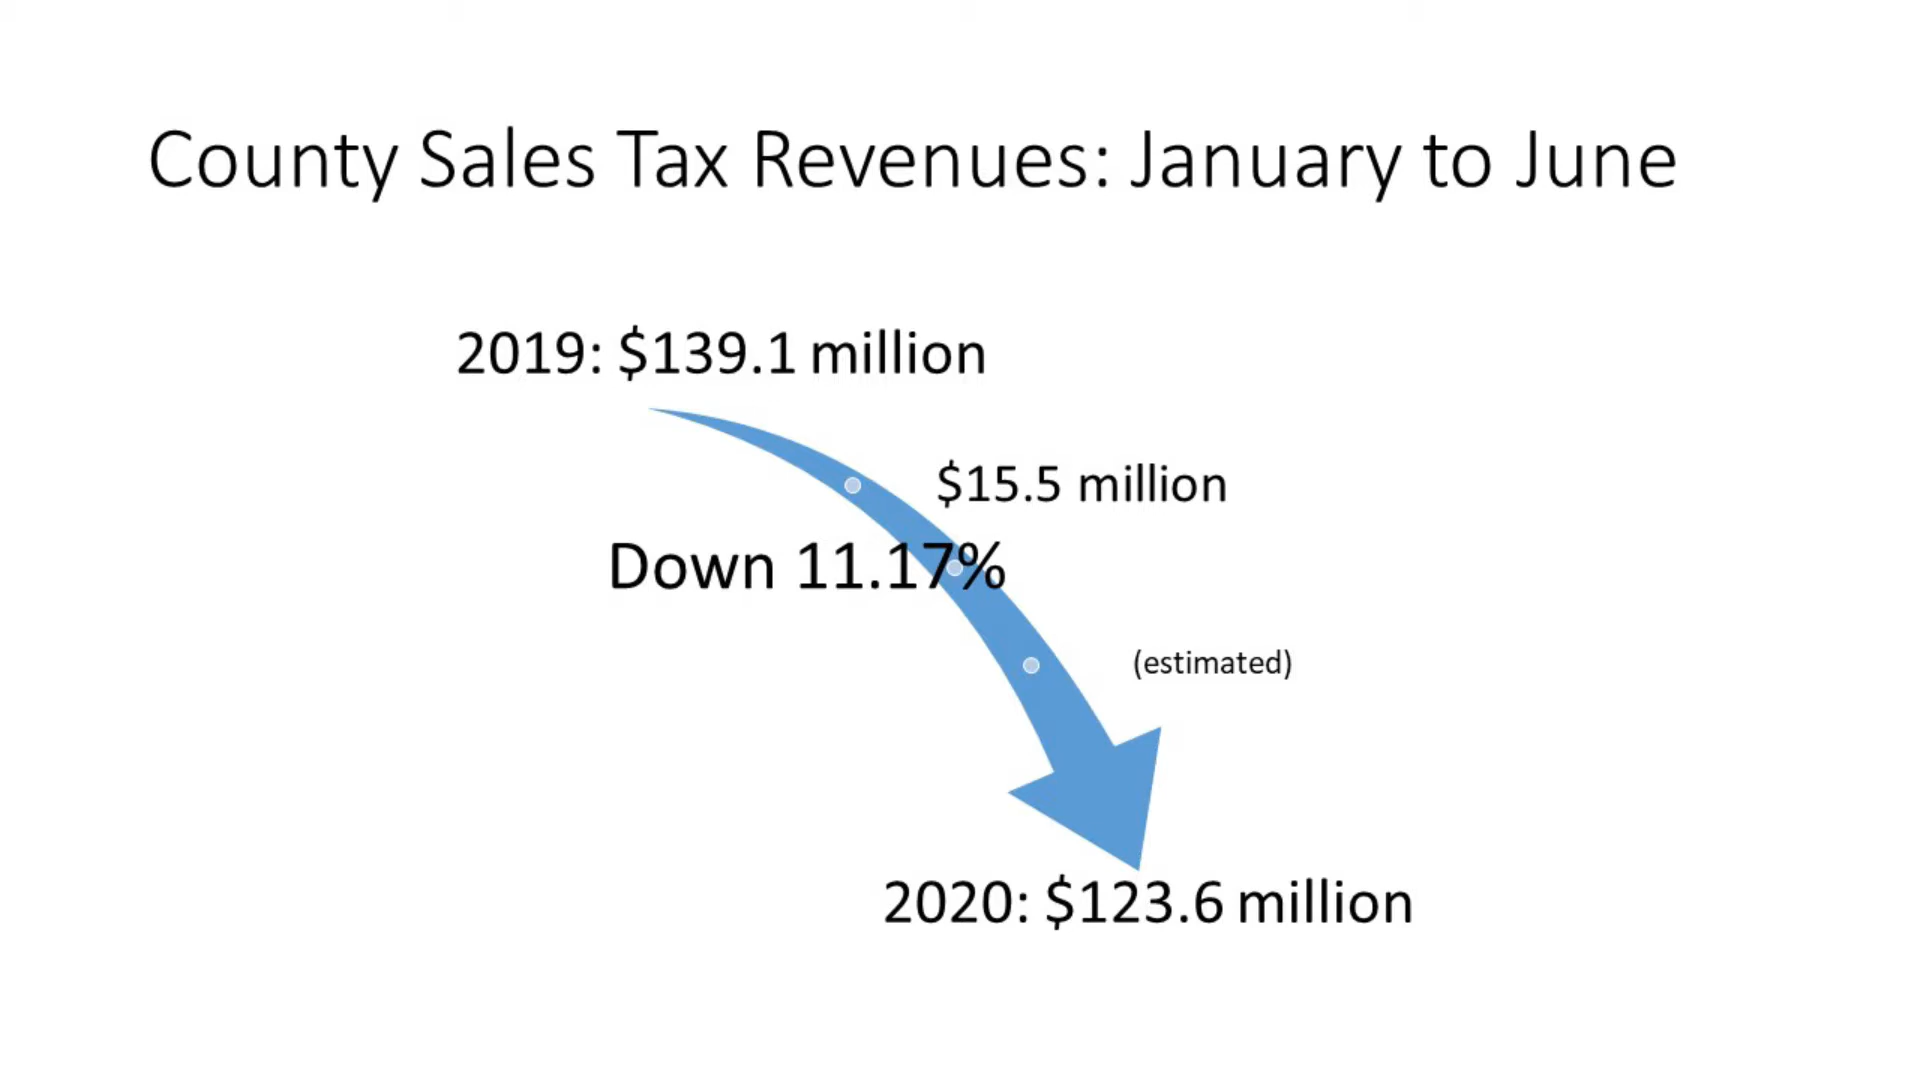 County Sales Tax Revenues: January to June
2019: $139.1 million
$15.5 million
Down 11.17%
(estimated)
2020: $123.6 million